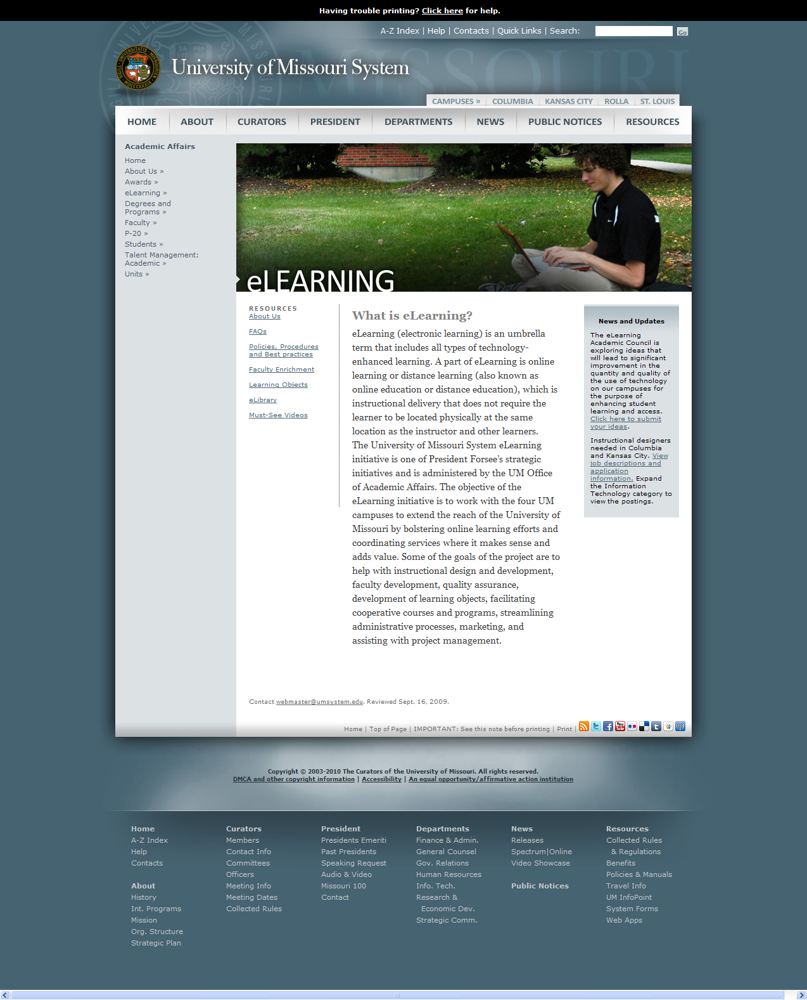 Having trouble printing? Click here for help.
A-Z Index | Help | Contacts | Quick Links | Search:
Go
University of Missouri System
MISSOURI
CAMPUSES » COLUMBIA KANSAS CITY ROLLA ST. LOUIS
HOME ABOUT CURATORS PRESIDENT DEPARTMENTS NEWS PUBLIC NOTICES RESOURCES
Academic Affairs
Home
About Us »
Awards »
eLearning »
Degrees and
Programs »
Faculty »
P-20 »
Students »
Talent Management:
Academic »
Units »
eLEARNING
RESOURCES
About Us
FAQs
Policies, Procedures
and Best practices
Faculty Enrichment
Learning Objects
eLibrary
Must-See Videos
What is eLearning?
eLearning (electronic learning) is an umbrella
term that includes all types of technology-
enhanced learning. A part of eLearning is online
learning or distance learning (also known as
online education or distance education), which is
instructional delivery that does not require the
learner to be located physically at the same
location as the instructor and other learners.
The University of Missouri System eLearning
initiative is one of President Forsee’s strategic
initiatives and is administered by the UM Office
of Academic Affairs. The objective of the
eLearning initiative is to work with the four UM
campuses to extend the reach of the University of
Missouri by bolstering online learning efforts and
coordinating services where it makes sense and
adds value. Some of the goals of the project are to
help with instructional design and development,
faculty development, quality assurance,
development of learning objects, facilitating
cooperative courses and programs, streamlining
administrative processes, marketing, and
assisting with project management.
News and Updates
The eLearning
Academic Council is
exploring ideas that
will lead to significant
improvement in the
quantity and quality of
the use of technology
on our campuses for
the purpose of
enhancing student
learning and access.
Click here to submit
your ideas.
Instructional designers
needed in Columbia
and Kansas City. View
job descriptions and
application
information. Expand
the Information
Technology category to
view the postings.
Contact webmaster@umsystem.edu. Reviewed Sept. 16, 2009.
Home | Top of Page | IMPORTANT: See this note before printing | Print |
Copyright © 2003-2010 The Curators of the University of Missouri. All rights reserved.
DMCA and other copyright information | Accessibility | An equal opportunity/affirmative action institution
Home
A-Z Index
Help
Contacts
About
History
Int. Programs
Mission
Org. Structure
Strategic Plan
Curators
Members
Contact Info
Committees
Officers
Meeting Info
Meeting Dates
Collected Rules
President
Presidents Emeriti
Past Presidents
Speaking Request
Audio & Video
Missouri 100
Contact
Departments
Finance & Admin.
General Counsel
Gov. Relations
Human Resources
Info. Tech.
Research &
Economic Dev.
Strategic Comm.
News
Releases
Spectrum|Online
Video Showcase
Public Notices
Resources
Collected Rules
& Regulations
Benefits
Policies & Manuals
Travel Info
UM InfoPoint
System Forms
Web Apps